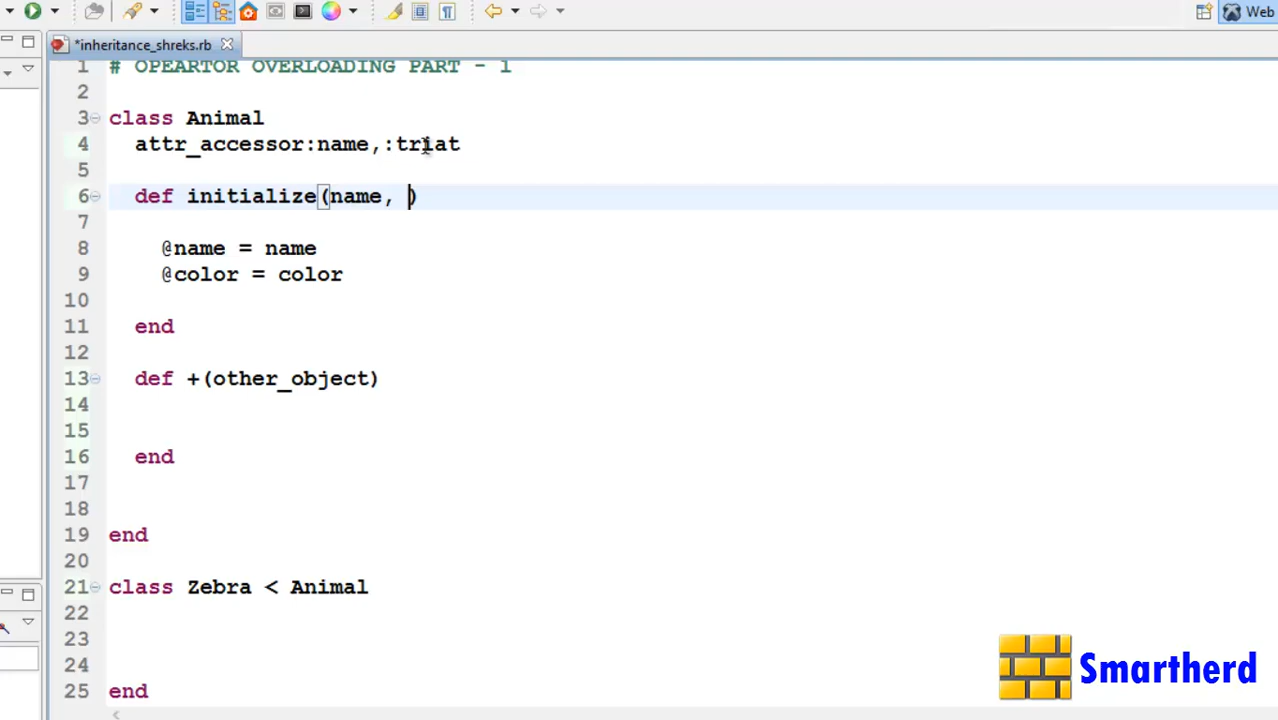 Web
*inheritance_shreks.rb
1 # OPEARTOR OVERLOADING PART - 1
2
3 class Animal
4 attr_accessor:name,:triat
5
6 def initialize(name, )
7
8 @name = name
9 @color = color
10
11 end
12
13 def +(other_object)
14
15
16 end
17
18
19 end
20
21 class Zebra < Animal
22
23
24
25 end
Smartherd